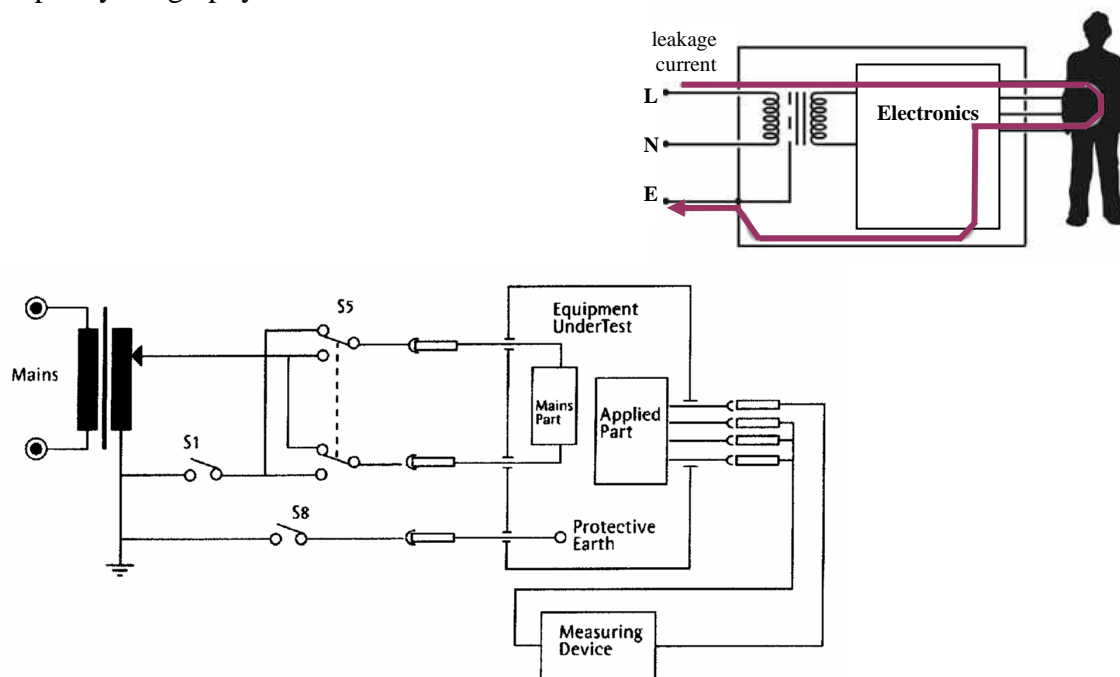 leakage
current
L
N
E
Electronics
S5
Equipment
UnderTest
Mains
Mains
Part
Applied
Part
S1
S8
Protective
Earth
Measuring
Device